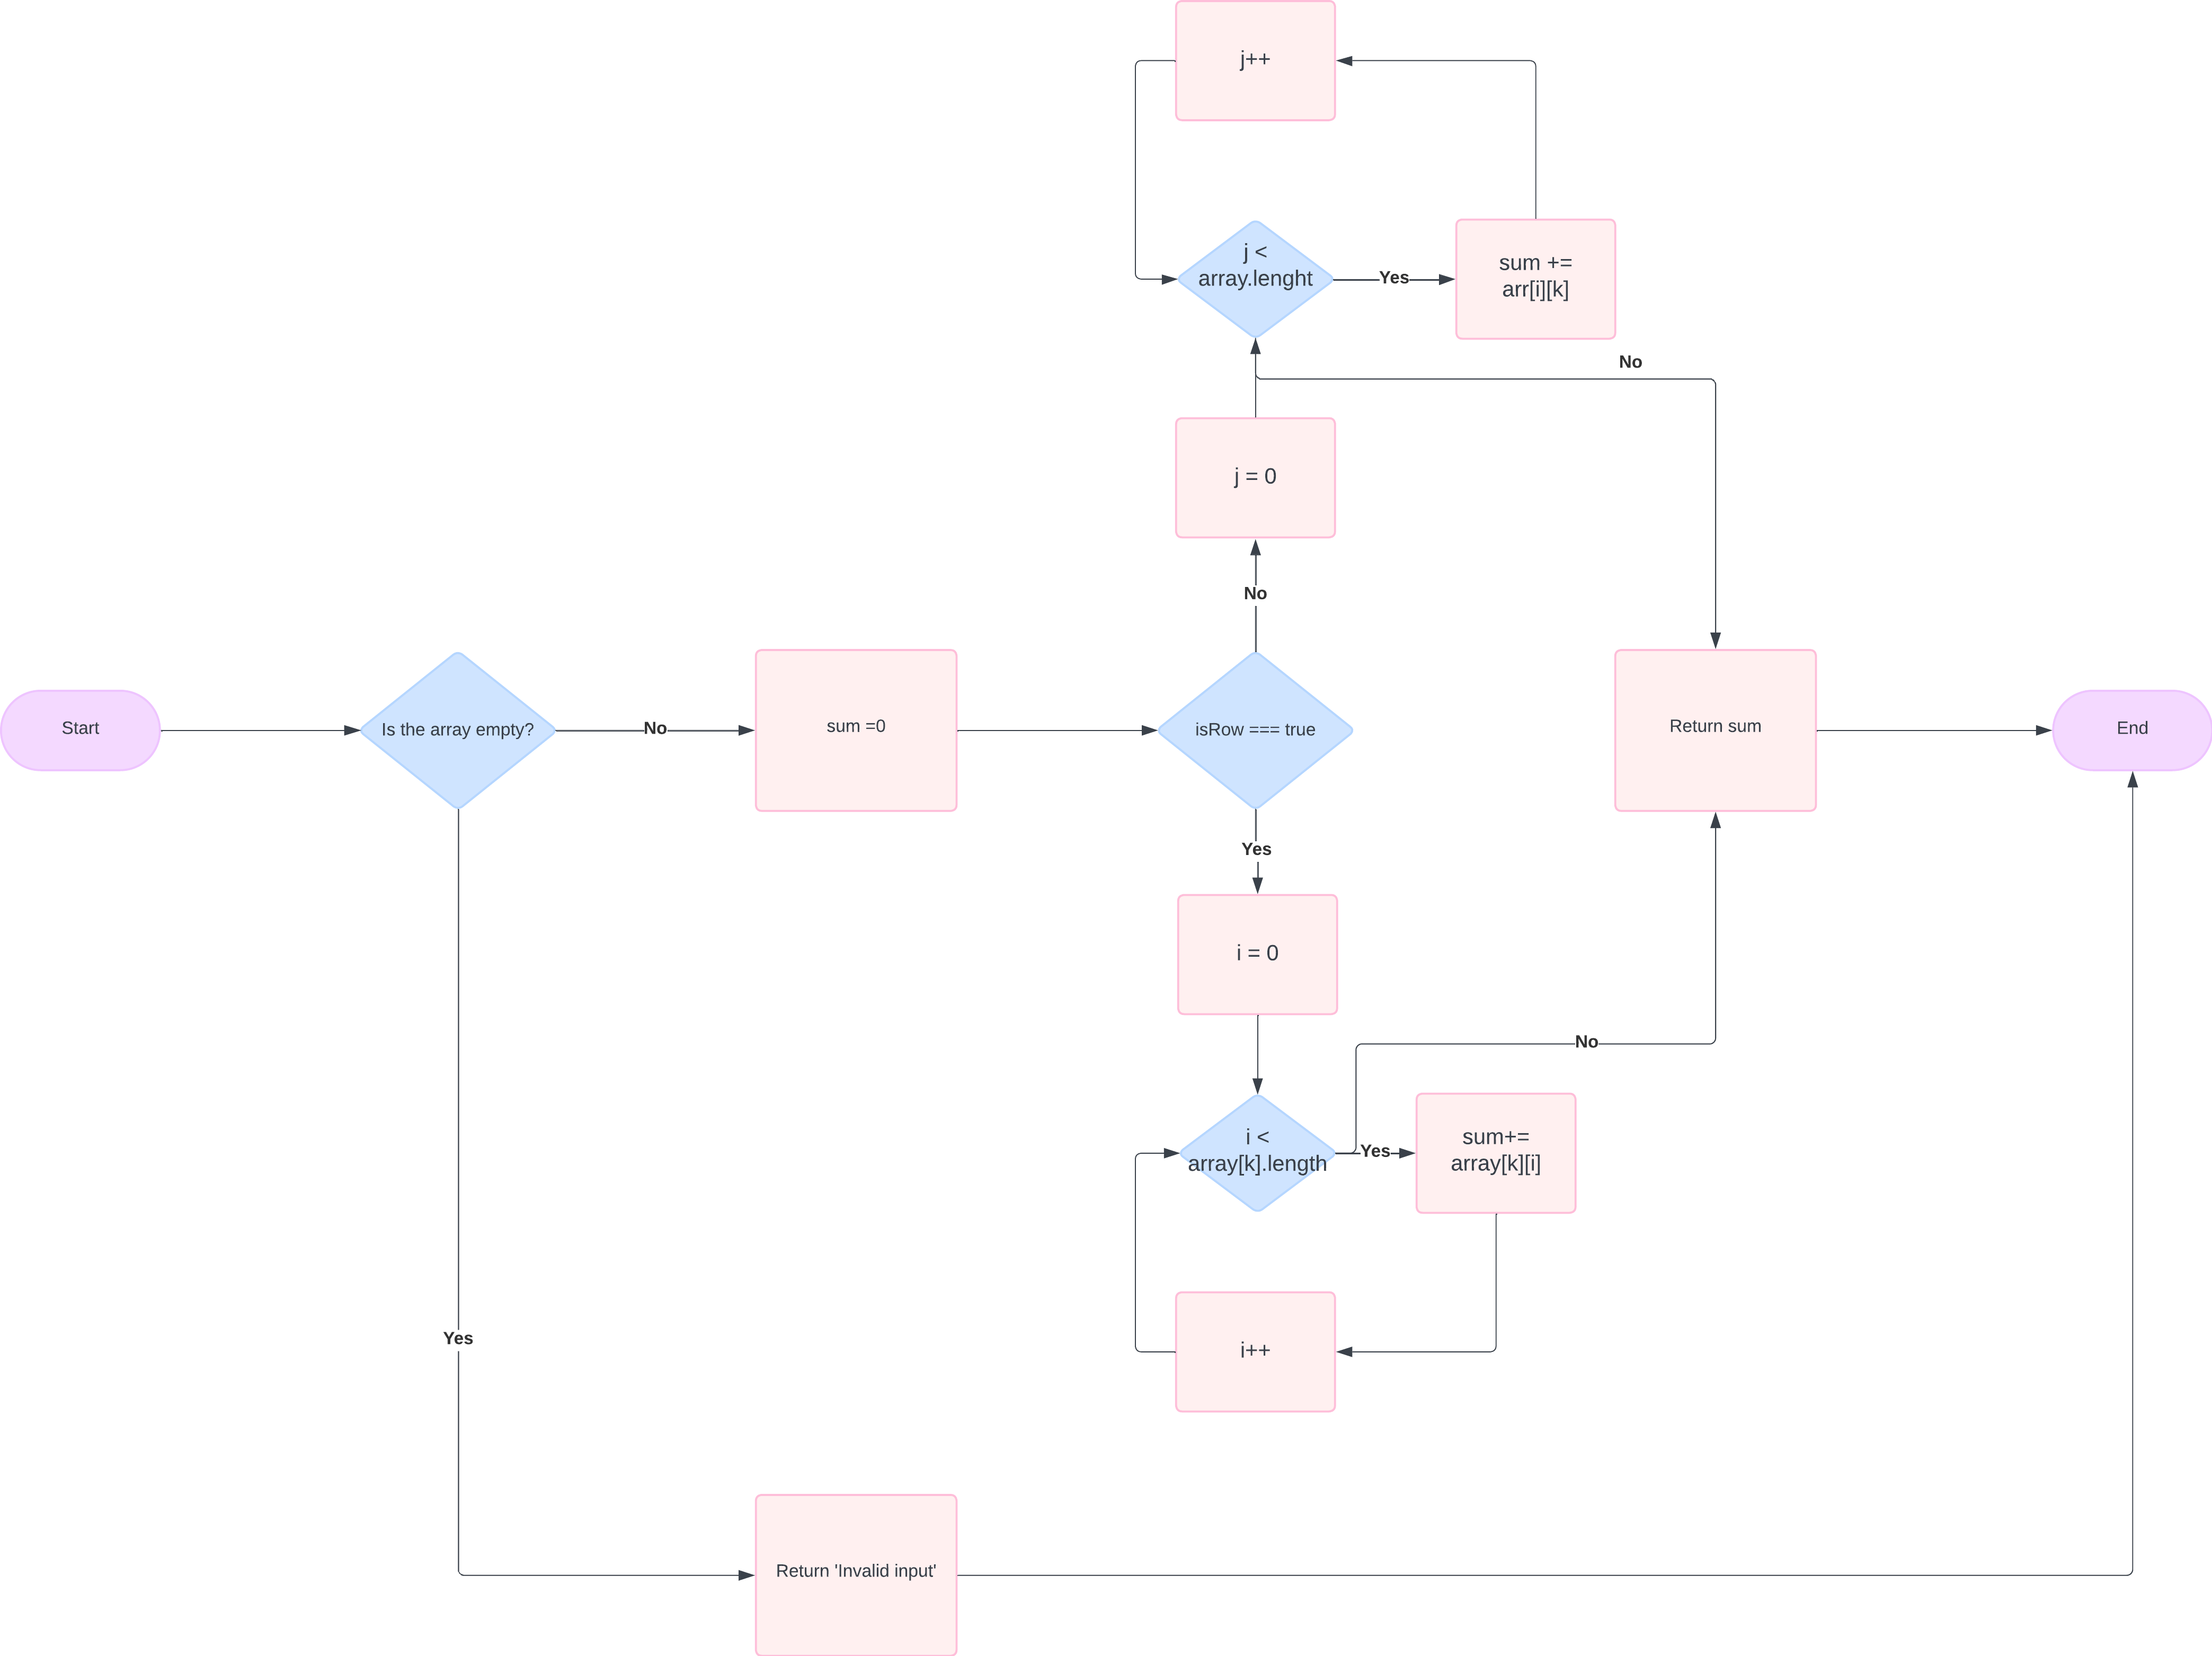 j++
j <
array.lenght
Yes
sum +=
arr[i][k]
No
j = 0
No
Start
Is the array empty?
No
sum =0
isRow === true
Return sum
End
Yes
i = 0
No
i <
array[k].length
Yes
sum+=
array[k][i]
Yes
i++
Return 'Invalid input'